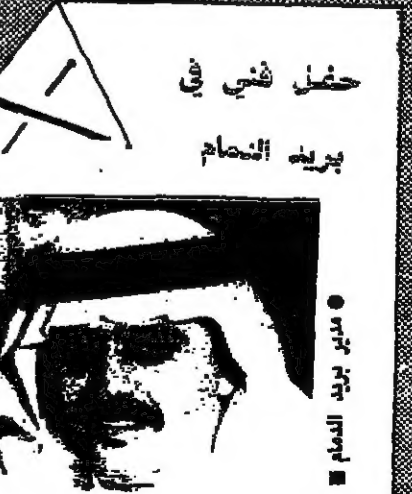 حفل فني في
بريد الدمام
● مدير بريد الدمام ■